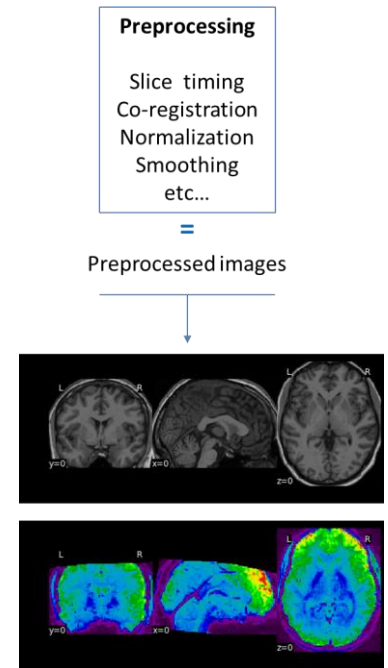 Preprocessing
Slice timing
Co-registration
Normalization
Smoothing
etc...
=
Preprocessed images
L R L R
y=0 x=0 z=0
L R L R
y=0 x=0 z=0